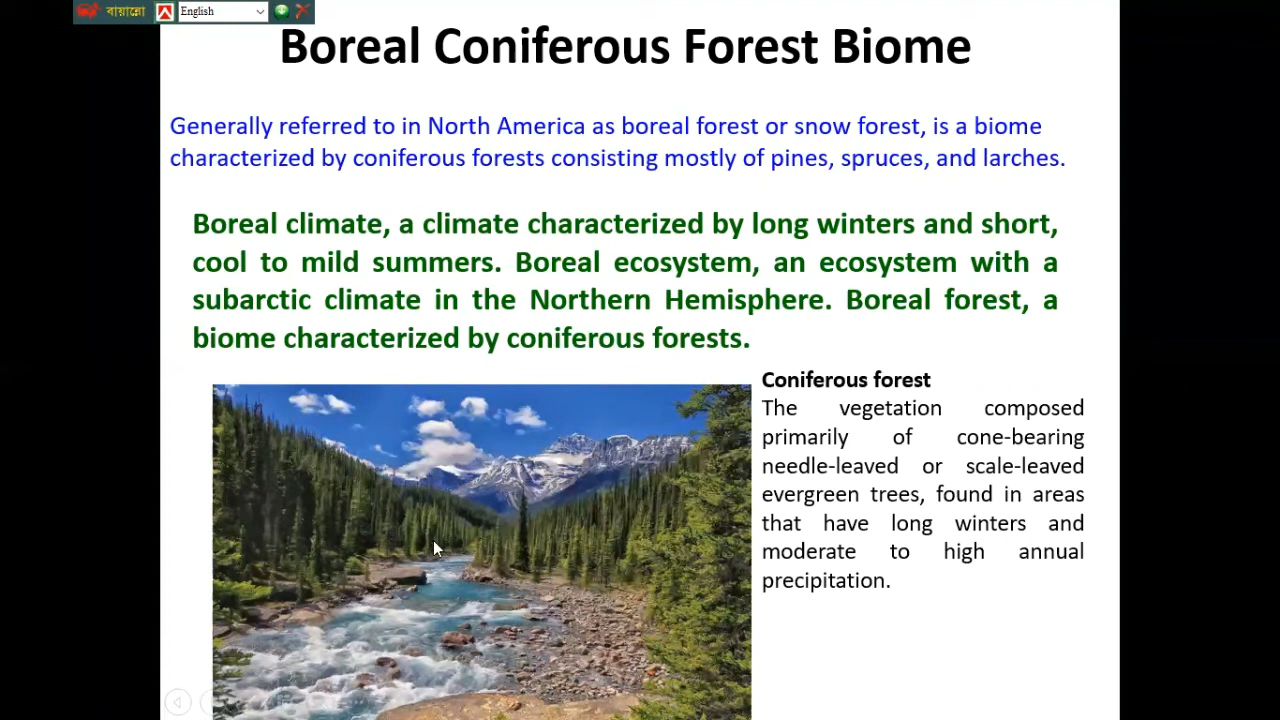 বায়ান্নো English
Boreal Coniferous Forest Biome
Generally referred to in North America as boreal forest or snow forest, is a biome
characterized by coniferous forests consisting mostly of pines, spruces, and larches.
Boreal climate, a climate characterized by long winters and short,
cool to mild summers. Boreal ecosystem, an ecosystem with a
subarctic climate in the Northern Hemisphere. Boreal forest, a
biome characterized by coniferous forests.
Coniferous forest
The vegetation composed
primarily of cone-bearing
needle-leaved or scale-leaved
evergreen trees, found in areas
that have long winters and
moderate to high annual
precipitation.